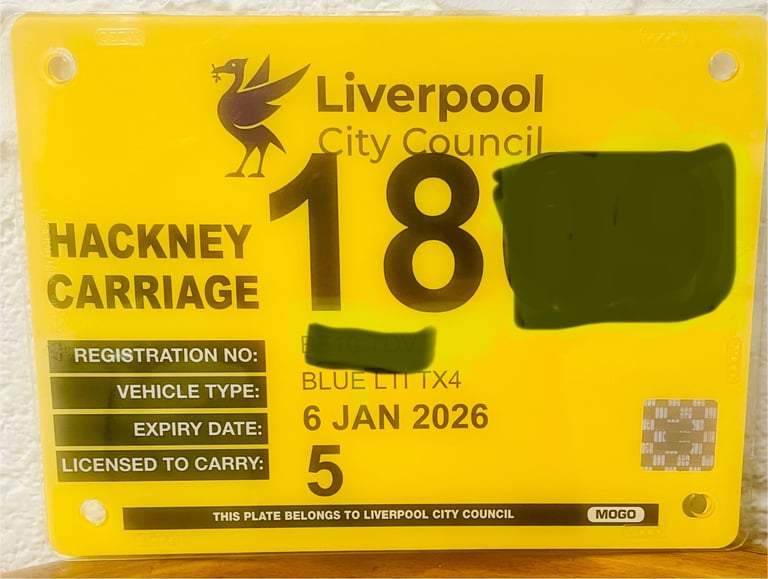 Liverpool
City Council
18
HACKNEY
CARRIAGE
REGISTRATION NO:
VEHICLE TYPE: BLUE LTI TX4
EXPIRY DATE: 6 JAN 2026
LICENSED TO CARRY: 5
THIS PLATE BELONGS TO LIVERPOOL CITY COUNCIL MOGO